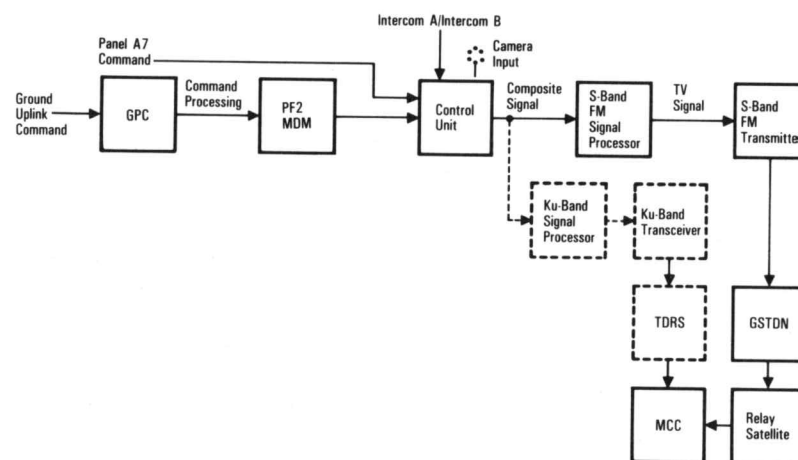 Intercom A/Intercom B
Panel A7
Command
Camera
Input
Ground
Uplink
Command
GPC
Command
Processing
PF2
MDM
Control
Unit
Composite
Signal
S-Band
FM
Signal
Processor
TV
Signal
S-Band
FM
Transmitter
Ku-Band
Signal
Processor
Ku-Band
Transceiver
TDRS
GSTDN
MCC
Relay
Satellite